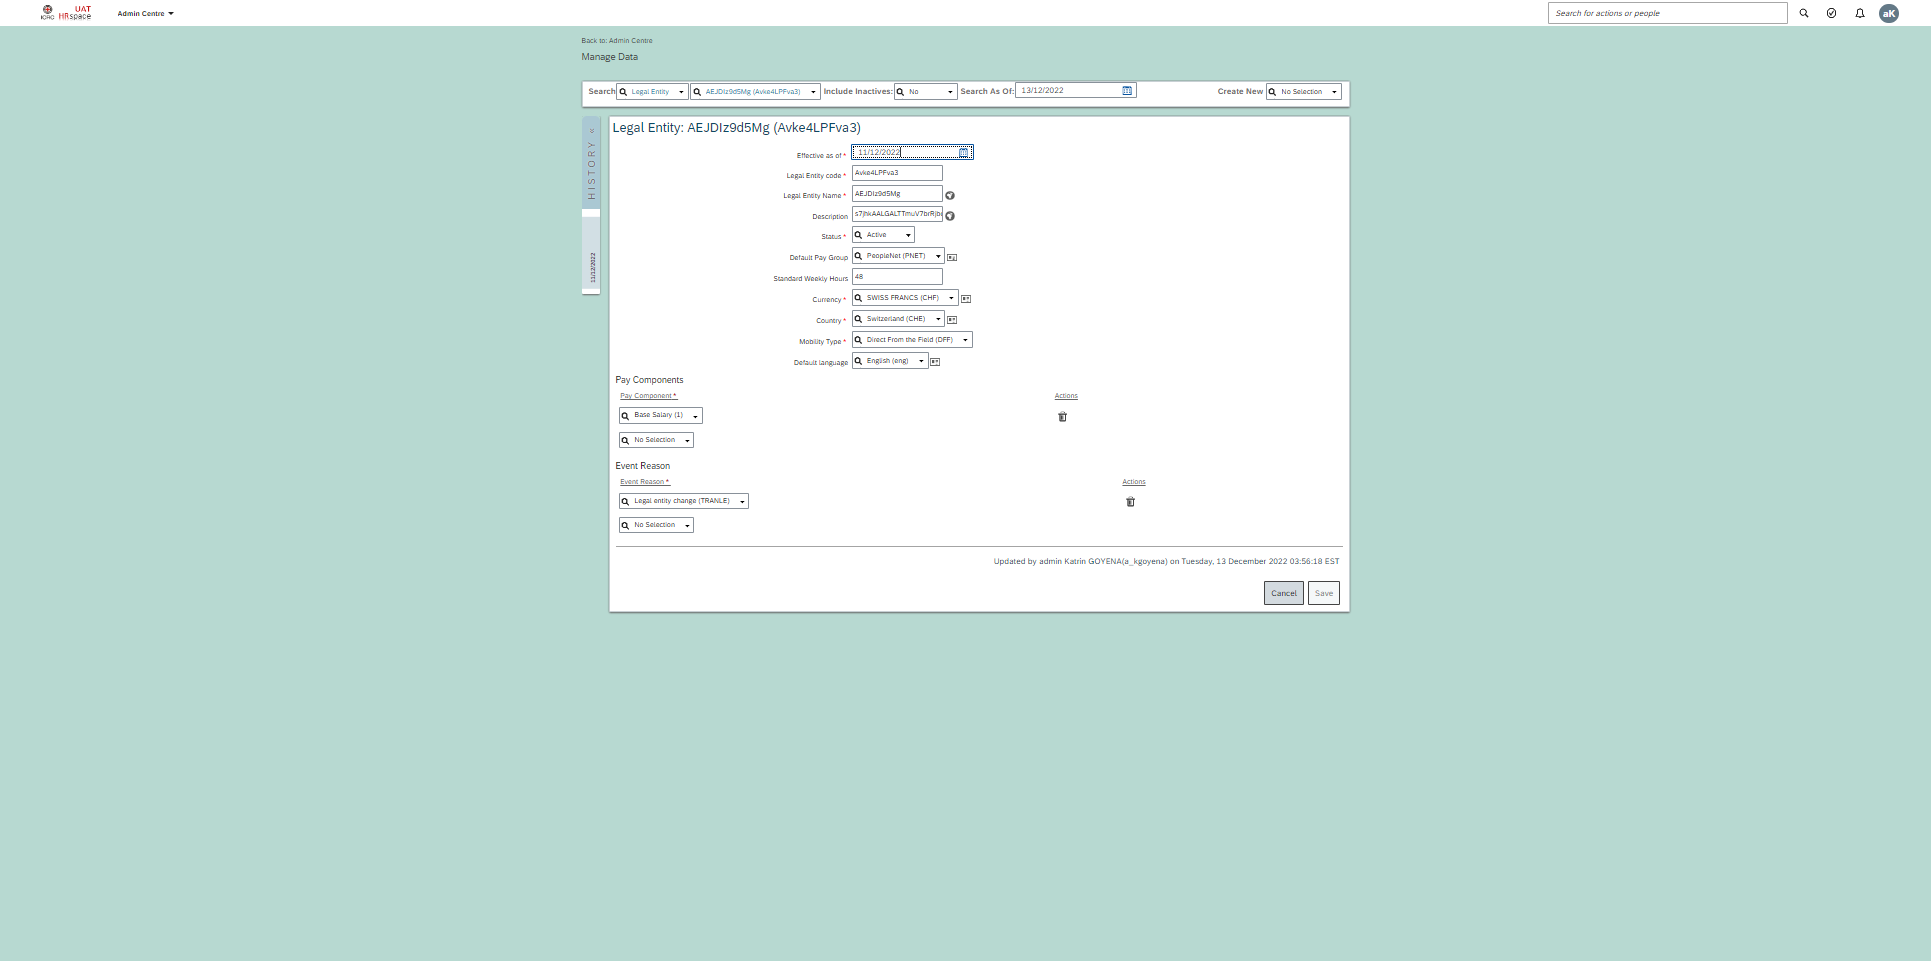 ICRC UAT HRspace Admin Centre Search for actions or people aK
Back to: Admin Centre
Manage Data
Search Legal Entity AEJDIz9d5Mg (Avke4LPFva3) Include Inactives: No Search As Of: 13/12/2022 Create New No Selection
HISTORY
11/12/2022
Legal Entity: AEJDIz9d5Mg (Avke4LPFva3)
Effective as of * 11/12/2022
Legal Entity code * Avke4LPFva3
Legal Entity Name * AEJDIz9d5Mg
Description s7jhkAALGALTTmuV7brRjb
Status * Active
Default Pay Group PeopleNet (PNET)
Standard Weekly Hours 48
Currency * SWISS FRANCS (CHF)
Country * Switzerland (CHE)
Mobility Type * Direct From the Field (DFF)
Default language English (eng)
Pay Components
Pay Component * Actions
Base Salary (1)
No Selection
Event Reason
Event Reason * Actions
Legal entity change (TRANLE)
No Selection
Updated by admin Katrin GOYENA(a_kgoyena) on Tuesday, 13 December 2022 03:56:18 EST
Cancel Save